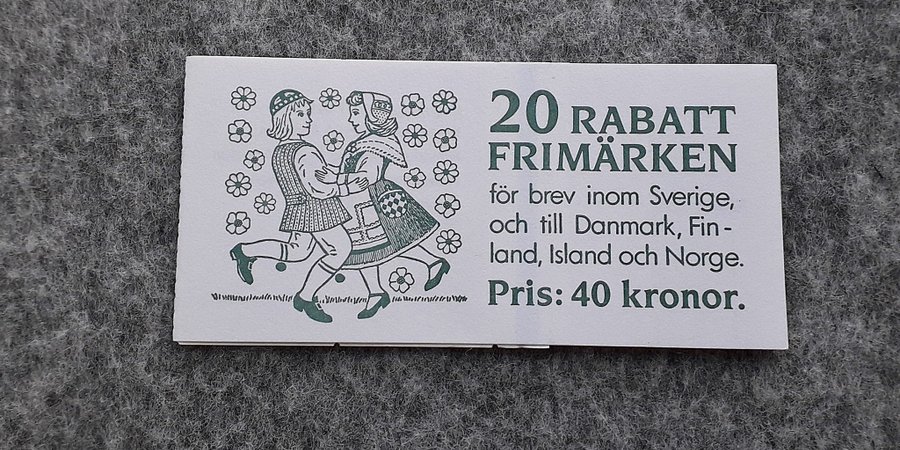 20 RABATT
FRIMÄRKEN
för brev inom Sverige,
och till Danmark, Fin-
land, Island och Norge.
Pris: 40 kronor.